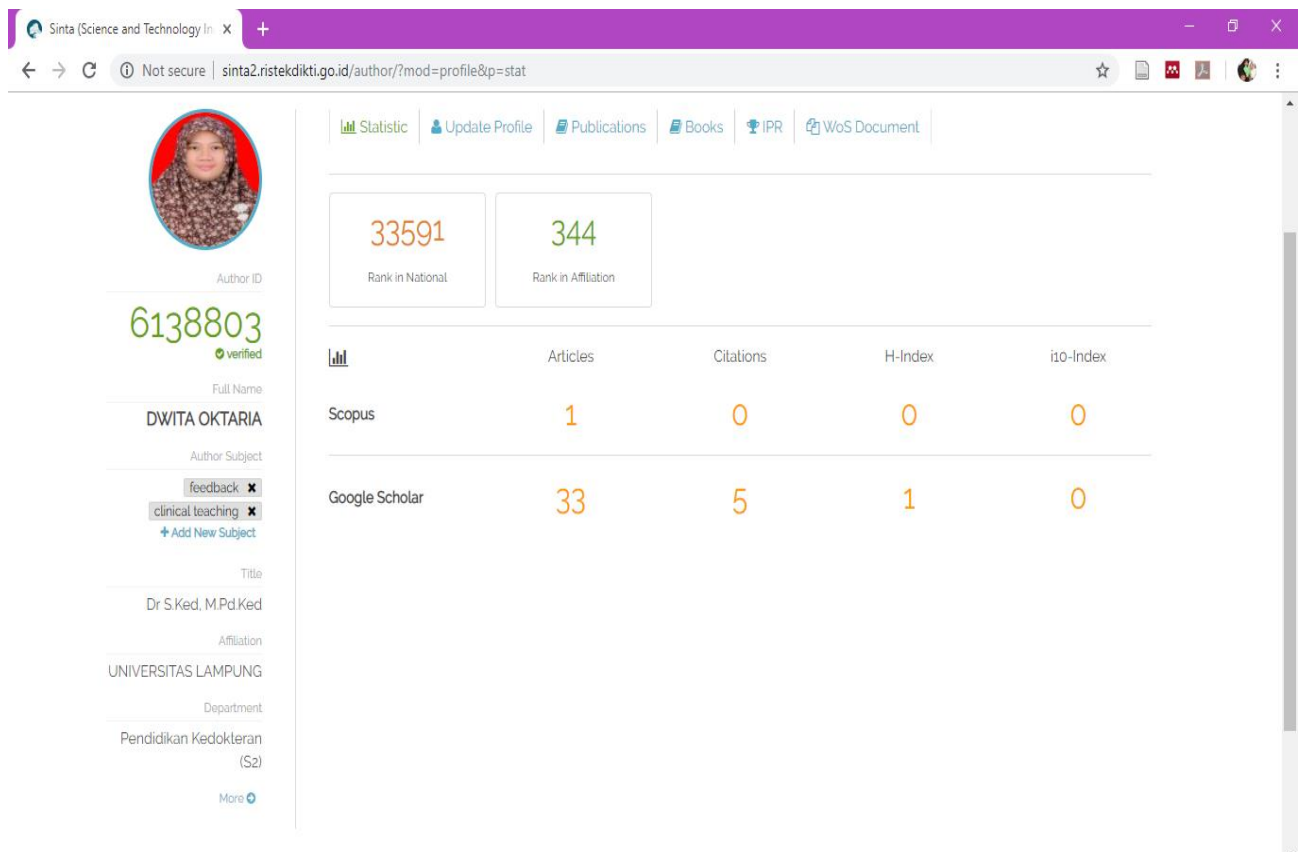 Sinta (Science and Technology In
Not secure | sinta2.ristekdikti.go.id/author/?mod=profile&p=stat
Statistic
Update Profile
Publications
Books
IPR
WoS Document
33591
Rank in National
344
Rank in Affiliation
Author ID
6138803
verified
Full Name
DWITA OKTARIA
Author Subject
feedback
clinical teaching
Add New Subject
Title
Dr S.Ked, M.Pd.Ked
Affiliation
UNIVERSITAS LAMPUNG
Department
Pendidikan Kedokteran
(S2)
More
Articles Citations H-Index i10-Index
Scopus 1 0 0 0
Google Scholar 33 5 1 0